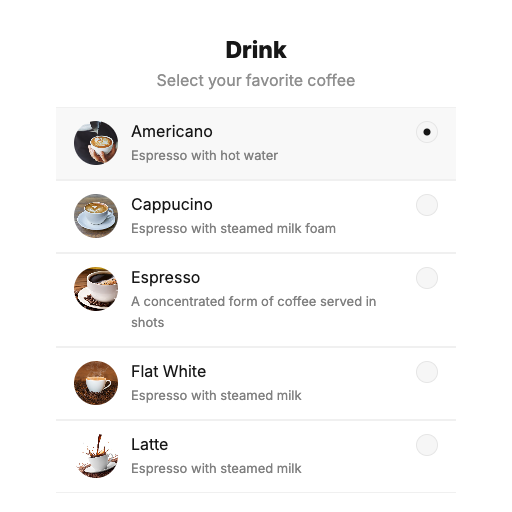 Drink
Select your favorite coffee
Americano
Espresso with hot water
Cappucino
Espresso with steamed milk foam
Espresso
A concentrated form of coffee served in
shots
Flat White
Espresso with steamed milk
Latte
Espresso with steamed milk